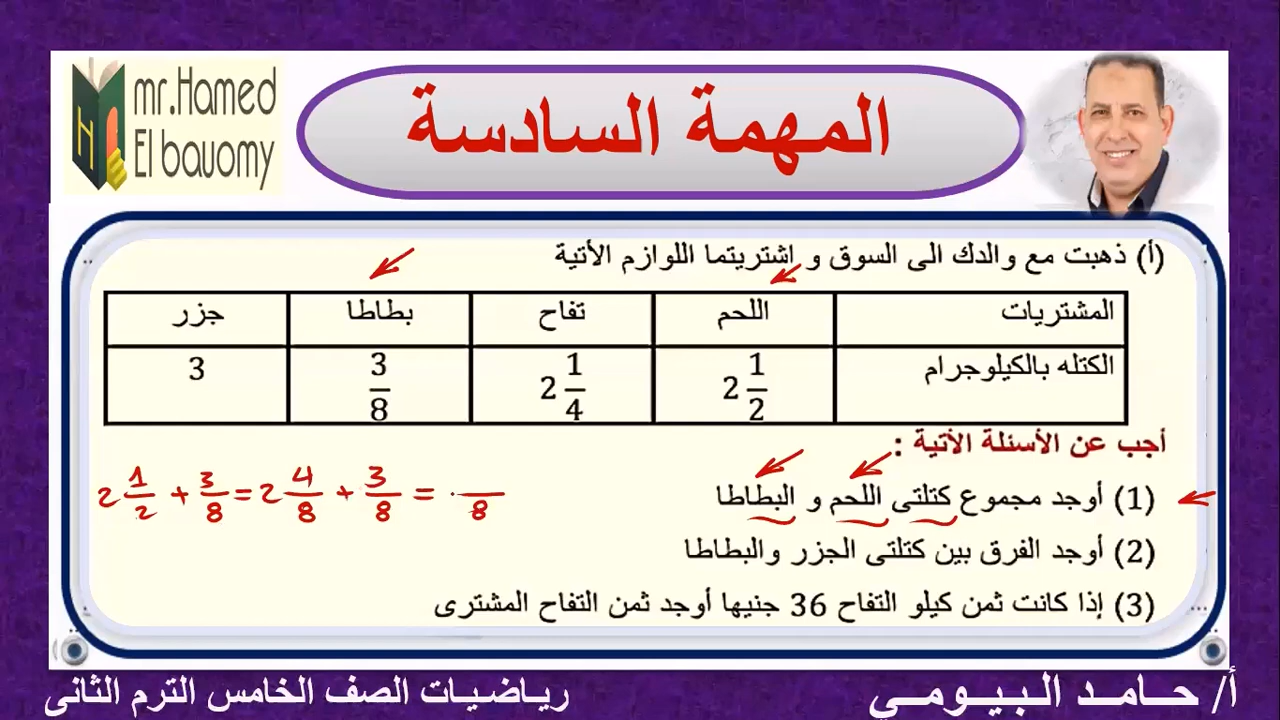 mr.Hamed
El bauomy
المهمة السادسة
(أ) ذهبت مع والدك الى السوق و اشتريتما اللوازم الأتية
المشتريات اللحم تفاح بطاطا جزر
الكتله بالكيلوجرام 2 1/2 2 1/4 3/8 3
أجب عن الأسئلة الأتية :
(1) أوجد مجموع كتلتى اللحم و البطاطا
2 1/2 + 3/8 = 2 4/8 + 3/8 = /8
(2) أوجد الفرق بين كتلتى الجزر والبطاطا
(3) إذا كانت ثمن كيلو التفاح 36 جنيها أوجد ثمن التفاح المشترى
أ/ حامد البيومي
رياضيات الصف الخامس الترم الثانى